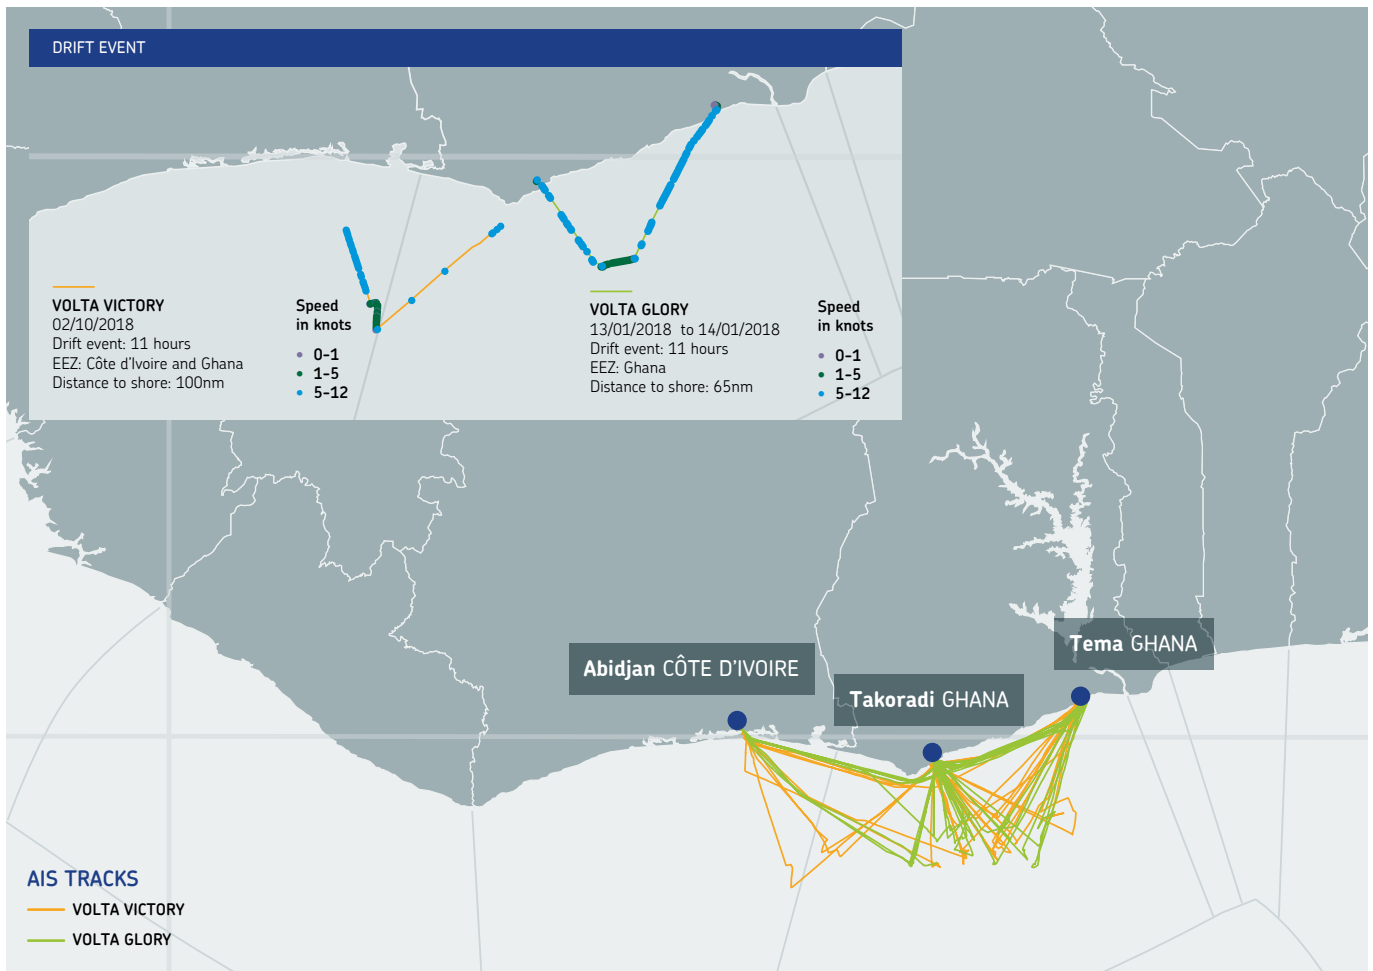 DRIFT EVENT
VOLTA VICTORY
02/10/2018
Drift event: 11 hours
EEZ: Côte d'Ivoire and Ghana
Distance to shore: 100nm
Speed
in knots
0-1
1-5
5-12
VOLTA GLORY
13/01/2018 to 14/01/2018
Drift event: 11 hours
EEZ: Ghana
Distance to shore: 65nm
Speed
in knots
0-1
1-5
5-12
Tema GHANA
Abidjan CÔTE D'IVOIRE
Takoradi GHANA
AIS TRACKS
VOLTA VICTORY
VOLTA GLORY